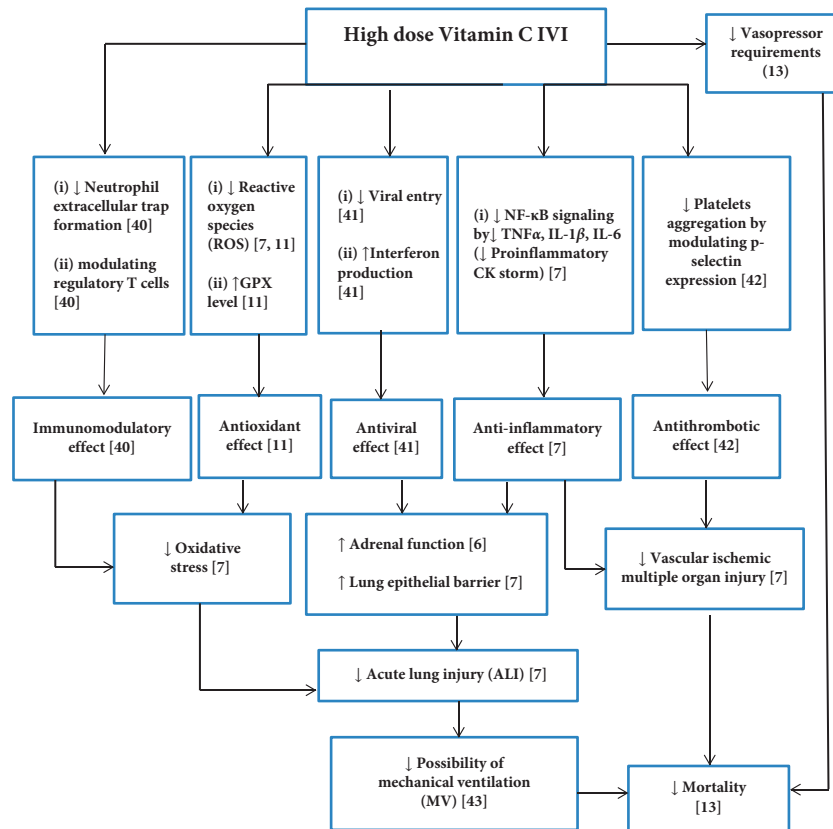 High dose Vitamin C IVI
↓ Vasopressor
requirements
(13)
(i) ↓ Neutrophil
extracellular trap
formation [40]
(ii) modulating
regulatory T cells
[40]
(i) ↓ Reactive
oxygen
species
(ROS) [7, 11]
(ii) ↑GPX
level [11]
(i) ↓ Viral entry
[41]
(ii) ↑Interferon
production
[41]
(i) ↓ NF-κB signaling
by↓ TNFα, IL-1β, IL-6
(↓ Proinflammatory
CK storm) [7]
↓ Platelets
aggregation by
modulating p-
selectin
expression [42]
Immunomodulatory
effect [40]
Antioxidant
effect [11]
Antiviral
effect [41]
Anti-inflammatory
effect [7]
Antithrombotic
effect [42]
↓ Oxidative
stress [7]
↑ Adrenal function [6]
↑ Lung epithelial barrier [7]
↓ Vascular ischemic
multiple organ injury [7]
↓ Acute lung injury (ALI) [7]
↓ Possibility of
mechanical ventilation
(MV) [43]
↓ Mortality
[13]